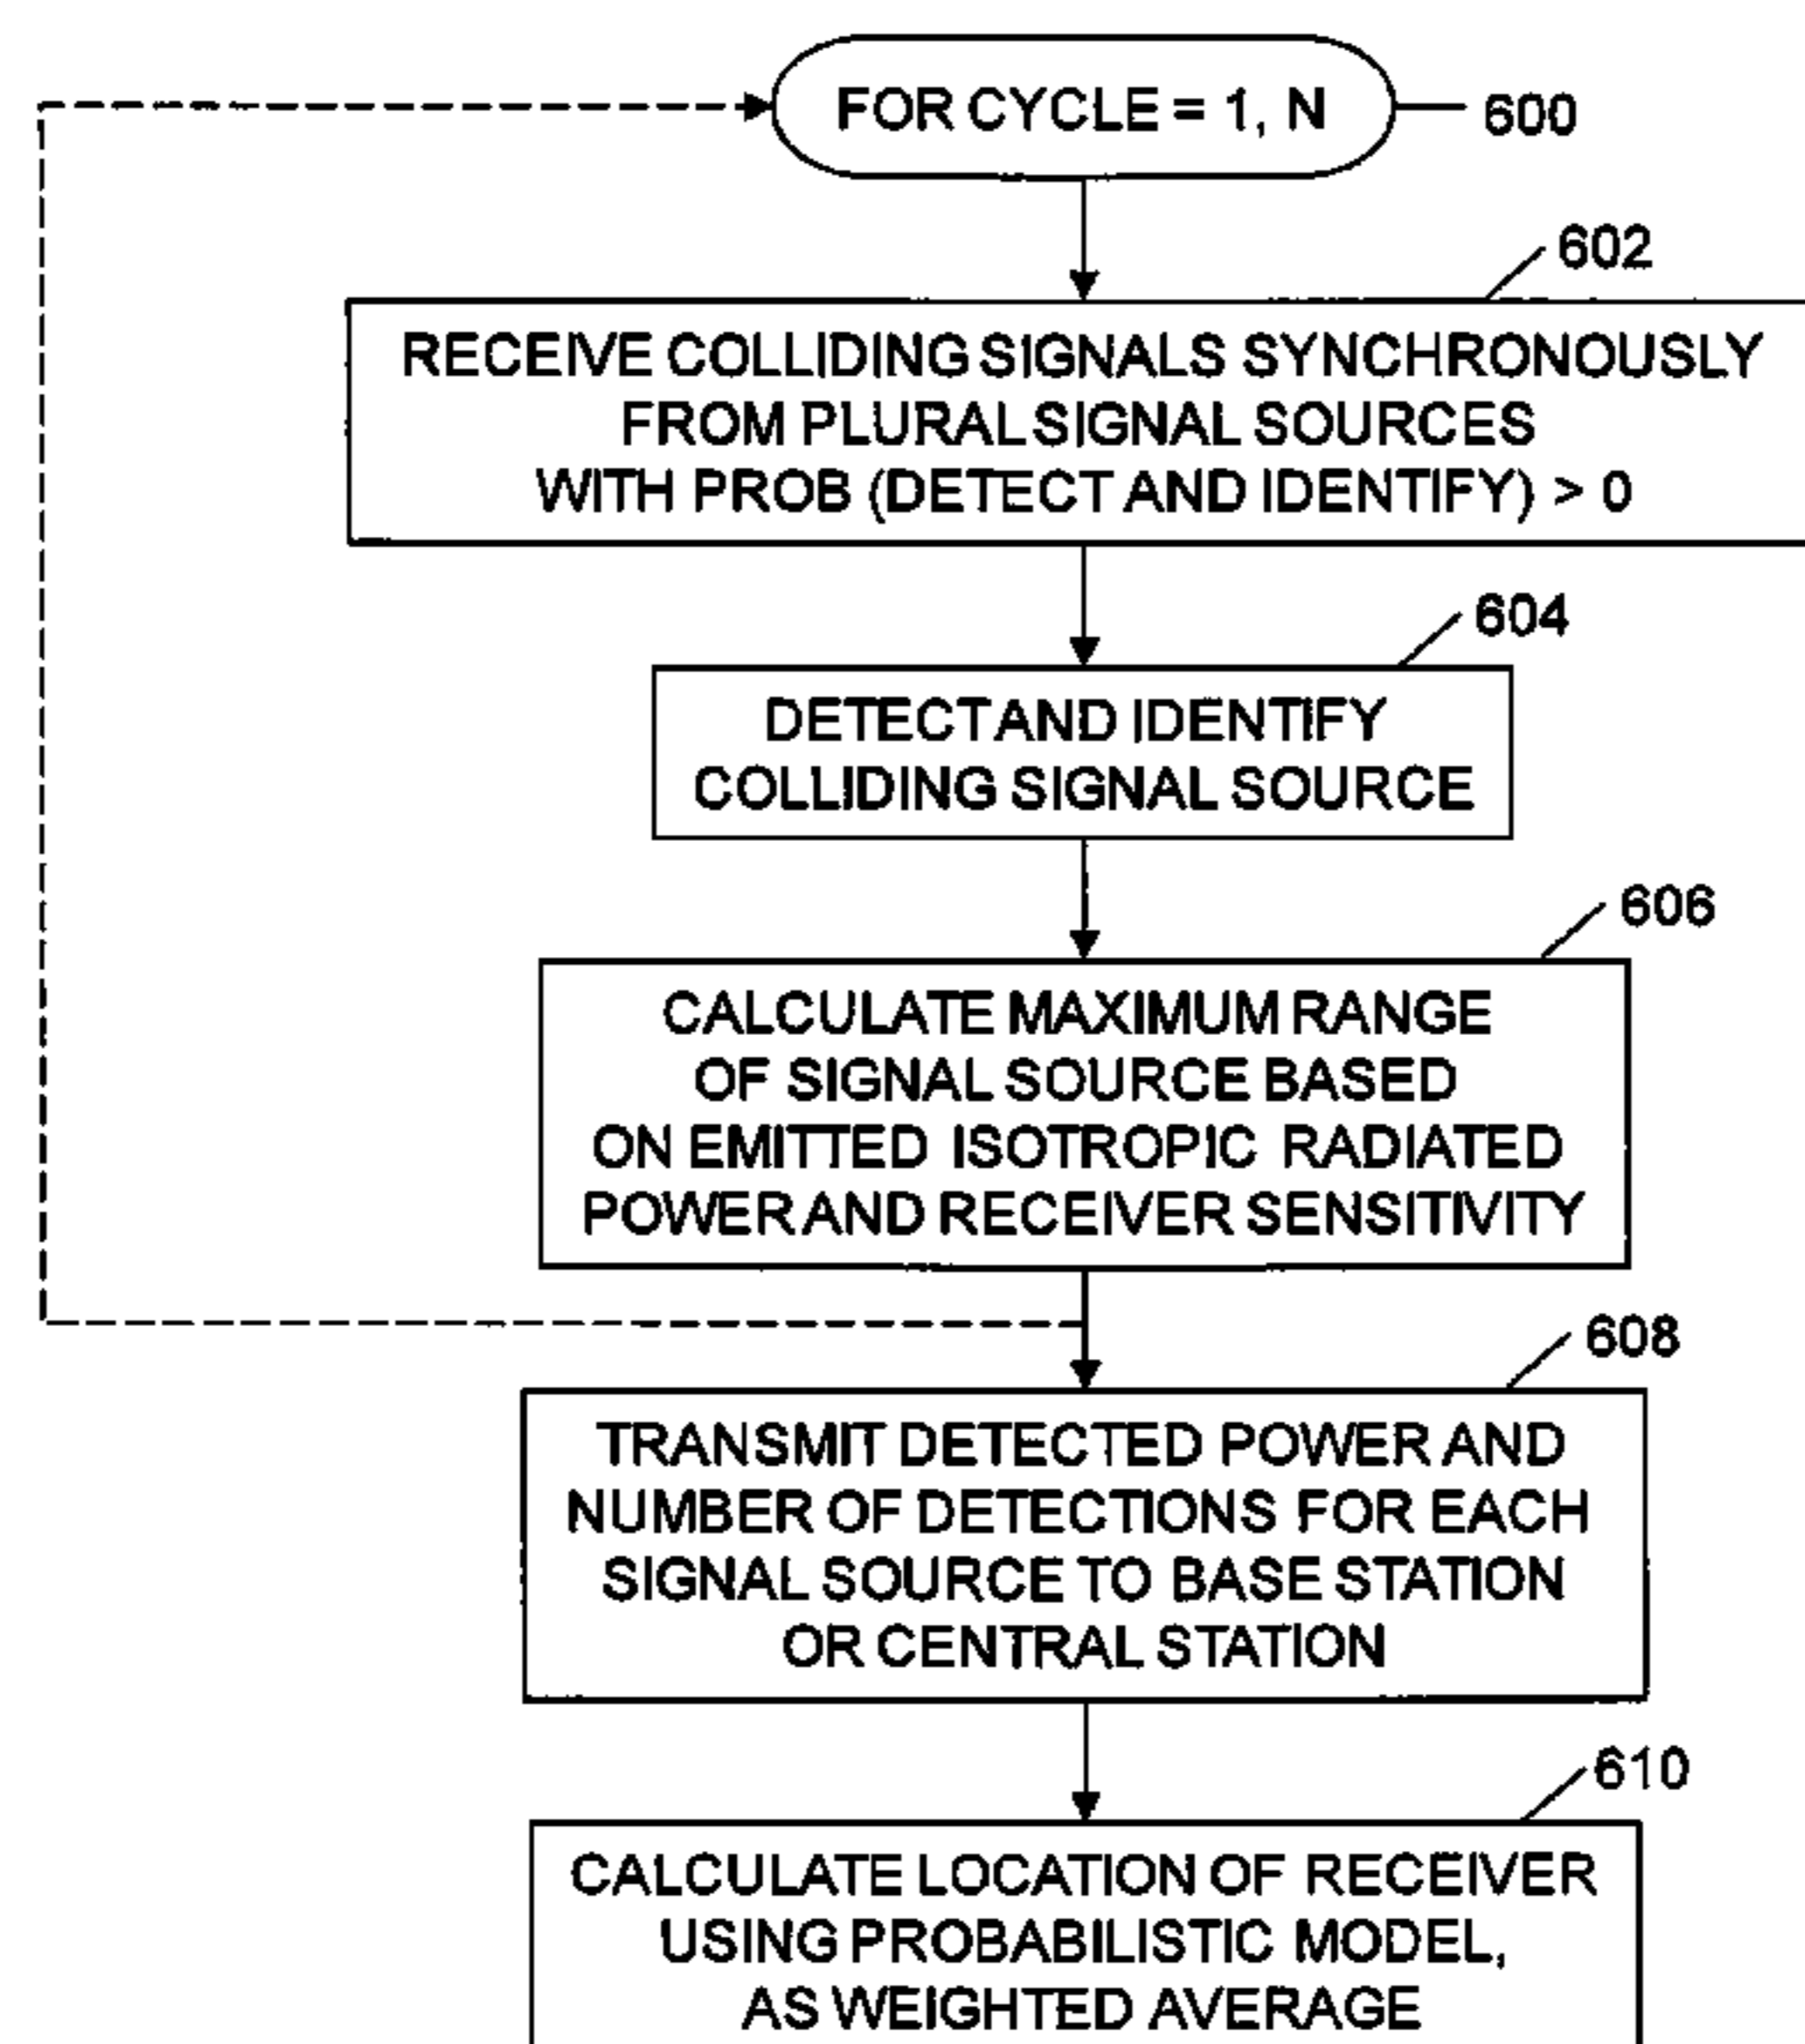 FOR CYCLE = 1, N
600
602
RECEIVE COLLIDING SIGNALS SYNCHRONOUSLY
FROM PLURAL SIGNAL SOURCES
WITH PROB (DETECT AND IDENTIFY) > 0
604
DETECT AND IDENTIFY
COLLIDING SIGNAL SOURCE
606
CALCULATE MAXIMUM RANGE
OF SIGNAL SOURCE BASED
ON EMITTED ISOTROPIC RADIATED
POWER AND RECEIVER SENSITIVITY
608
TRANSMIT DETECTED POWER AND
NUMBER OF DETECTIONS FOR EACH
SIGNAL SOURCE TO BASE STATION
OR CENTRAL STATION
610
CALCULATE LOCATION OF RECEIVER
USING PROBABILISTIC MODEL,
AS WEIGHTED AVERAGE